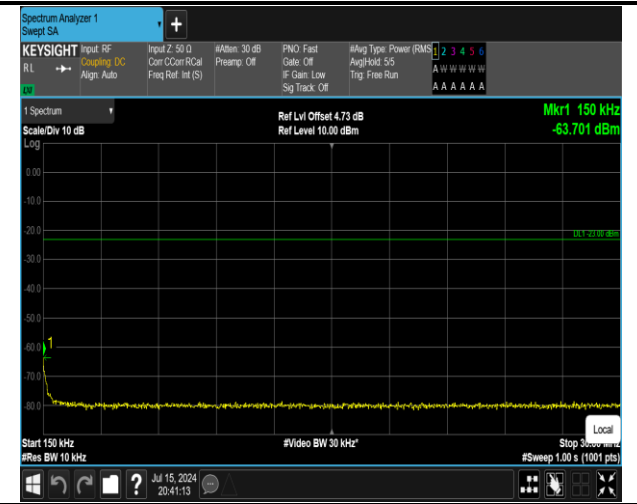 Spectrum Analyzer 1
Swept SA
+
KEYSIGHT
RL
LXI
Input: RF
Coupling: DC
Align: Auto
Input Z: 50 Ω
Corr CCorr RCal
Freq Ref: Int (S)
#Atten: 30 dB
Preamp: Off
PNO: Fast
Gate: Off
IF Gain: Low
Sig Track: Off
#Avg Type: Power (RMS
Avg|Hold: 5/5
Trig: Free Run
1 2 3 4 5 6
A W W W W W
A A A A A A
1 Spectrum
Scale/Div 10 dB
Log
Ref Lvl Offset 4.73 dB
Ref Level 10.00 dBm
Mkr1 150 kHz
-63.701 dBm
0.00
-10.0
-20.0
DL1 -23.00 dBm
-30.0
-40.0
-50.0
-60.0
1
-70.0
-80.0
Local
Start 150 kHz
#Video BW 30 kHz*
Stop 30.00 MHz
#Res BW 10 kHz
#Sweep 1.00 s (1001 pts)
?
Jul 15, 2024
20:41:13